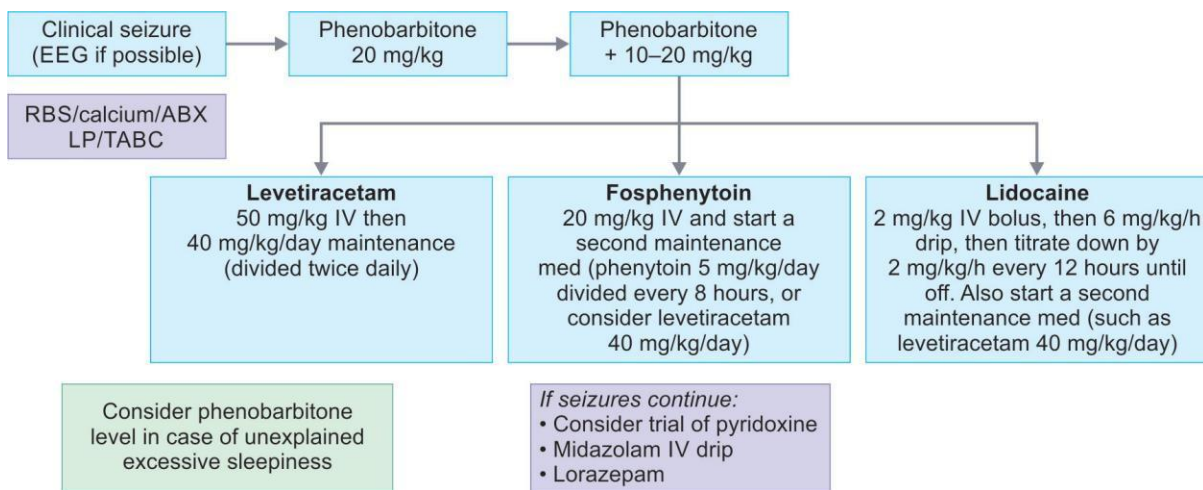 Clinical seizure
(EEG if possible)
Phenobarbitone
20 mg/kg
Phenobarbitone
+ 10–20 mg/kg
RBS/calcium/ABX
LP/TABC
Levetiracetam
50 mg/kg IV then
40 mg/kg/day maintenance
(divided twice daily)
Fosphenytoin
20 mg/kg IV and start a
second maintenance
med (phenytoin 5 mg/kg/day
divided every 8 hours, or
consider levetiracetam
40 mg/kg/day)
Lidocaine
2 mg/kg IV bolus, then 6 mg/kg/h
drip, then titrate down by
2 mg/kg/h every 12 hours until
off. Also start a second
maintenance med (such as
levetiracetam 40 mg/kg/day)
Consider phenobarbitone
level in case of unexplained
excessive sleepiness
If seizures continue:
• Consider trial of pyridoxine
• Midazolam IV drip
• Lorazepam